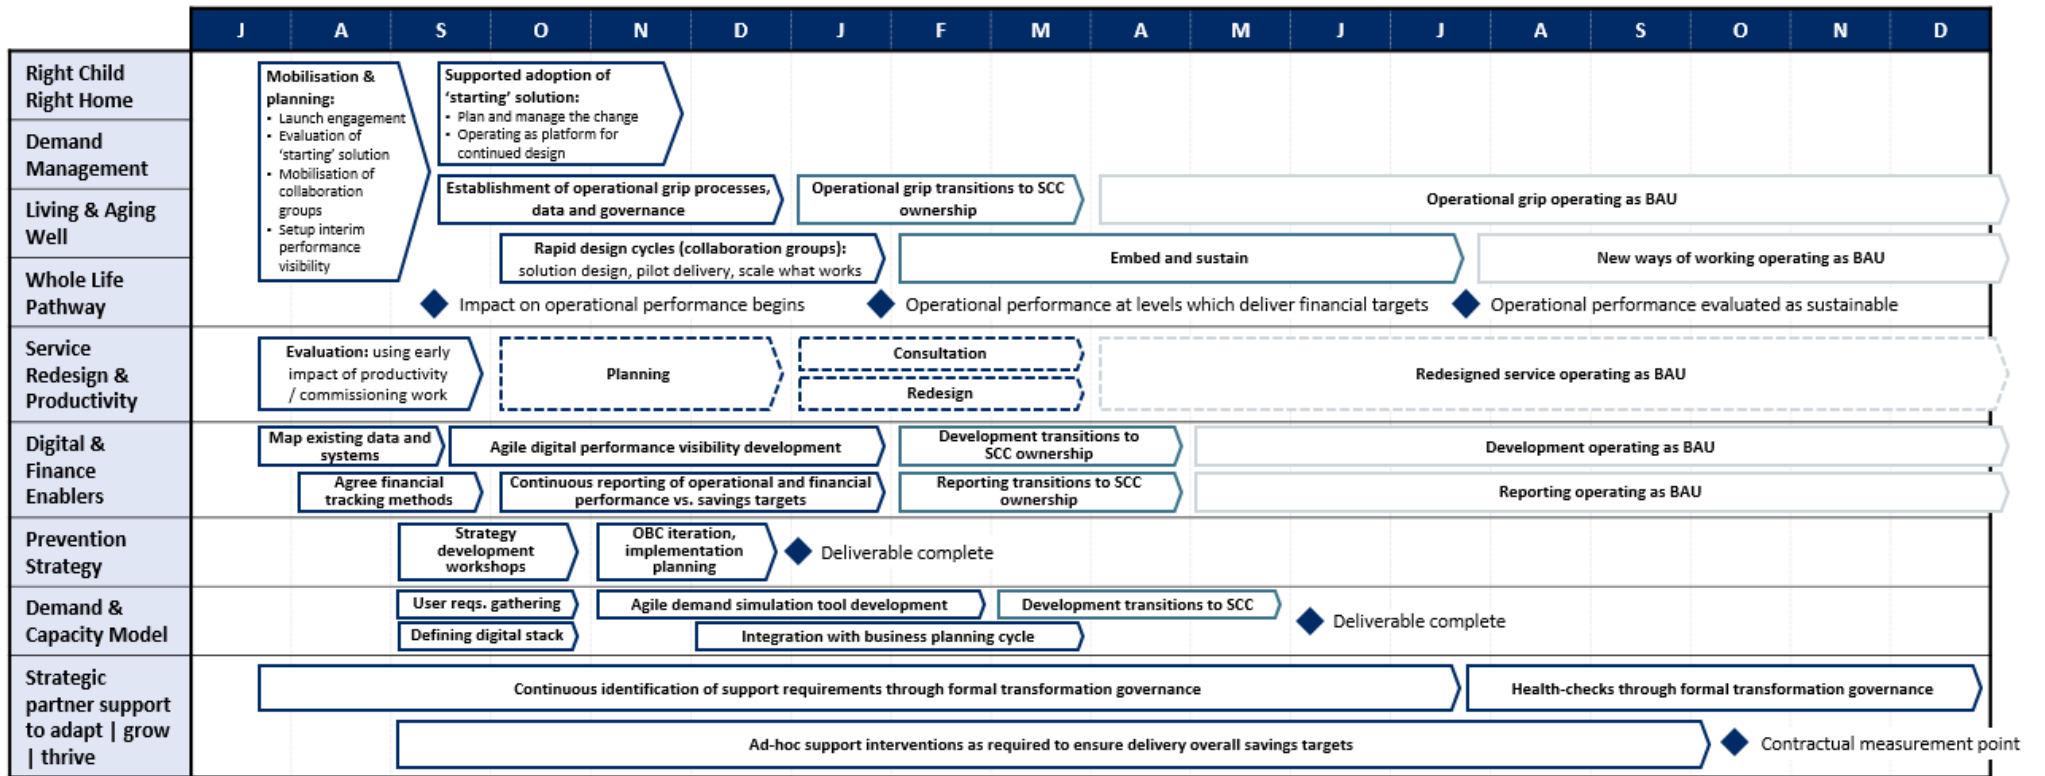 J A S O N D J F M A M J J A S O N D
Right Child
Right Home
Demand
Management
Living & Aging
Well
Whole Life
Pathway
Mobilisation &
planning:
• Launch engagement
• Evaluation of
‘starting’ solution
• Mobilisation of
collaboration
groups
• Setup interim
performance
visibility
Supported adoption of
‘starting’ solution:
• Plan and manage the change
• Operating as platform for
continued design
Establishment of operational grip processes,
data and governance
Operational grip transitions to SCC
ownership
Operational grip operating as BAU
Rapid design cycles (collaboration groups):
solution design, pilot delivery, scale what works
Embed and sustain
New ways of working operating as BAU
Impact on operational performance begins
Operational performance at levels which deliver financial targets
Operational performance evaluated as sustainable
Service
Redesign &
Productivity
Evaluation: using early
impact of productivity
/ commissioning work
Planning
Consultation
Redesign
Redesigned service operating as BAU
Digital &
Finance
Enablers
Map existing data and
systems
Agile digital performance visibility development
Development transitions to
SCC ownership
Development operating as BAU
Agree financial
tracking methods
Continuous reporting of operational and financial
performance vs. savings targets
Reporting transitions to SCC
ownership
Reporting operating as BAU
Prevention
Strategy
Strategy
development
workshops
OBC iteration,
implementation
planning
Deliverable complete
Demand &
Capacity Model
User reqs. gathering
Agile demand simulation tool development
Development transitions to SCC
Defining digital stack
Integration with business planning cycle
Deliverable complete
Strategic
partner support
to adapt | grow
| thrive
Continuous identification of support requirements through formal transformation governance
Health-checks through formal transformation governance
Ad-hoc support interventions as required to ensure delivery overall savings targets
Contractual measurement point